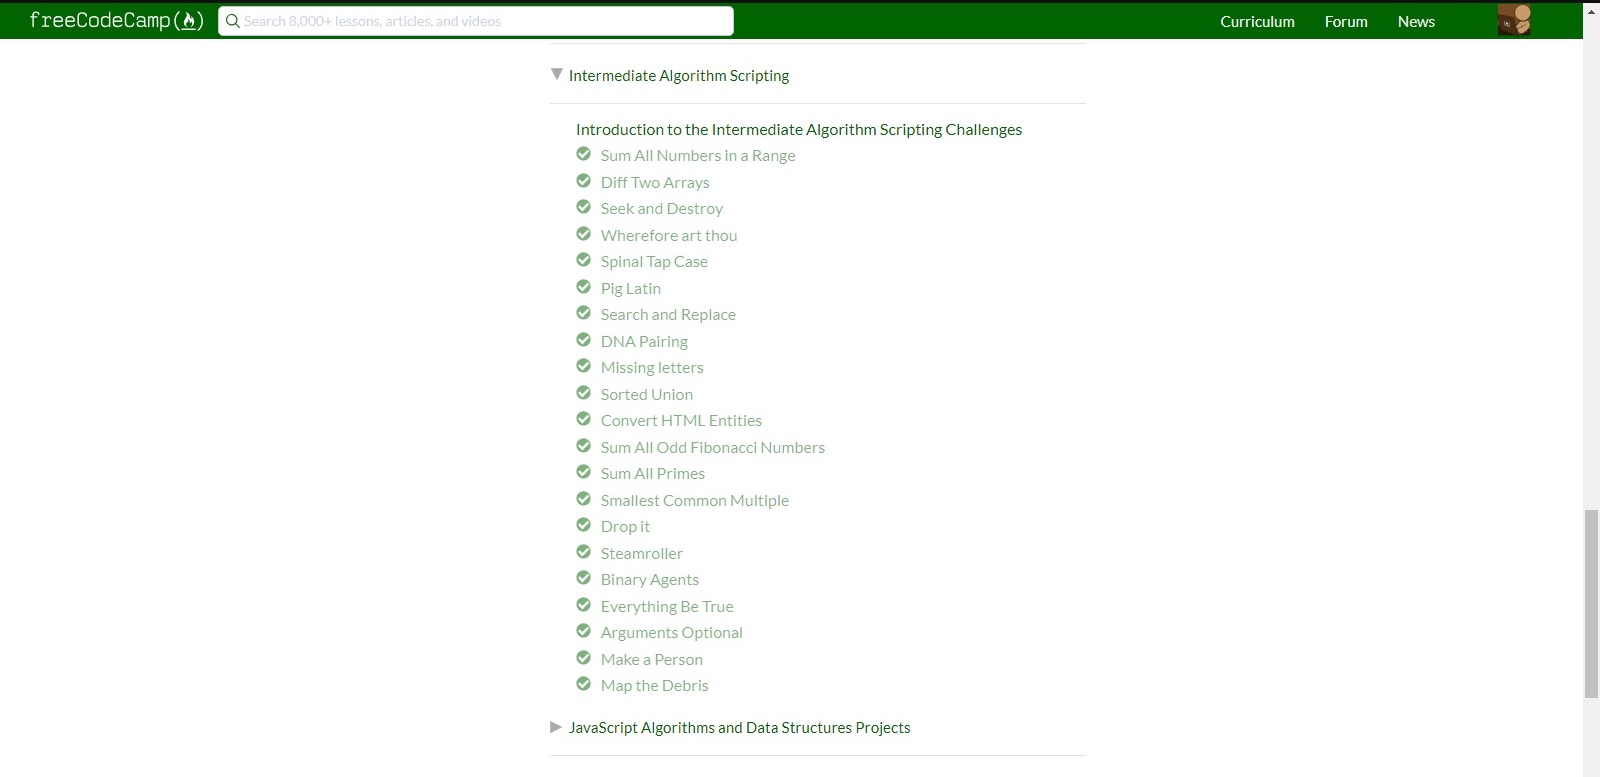 freeCodeCamp
Search 8,000+ lessons, articles, and videos
Curriculum
Forum
News
Intermediate Algorithm Scripting
Introduction to the Intermediate Algorithm Scripting Challenges
Sum All Numbers in a Range
Diff Two Arrays
Seek and Destroy
Wherefore art thou
Spinal Tap Case
Pig Latin
Search and Replace
DNA Pairing
Missing letters
Sorted Union
Convert HTML Entities
Sum All Odd Fibonacci Numbers
Sum All Primes
Smallest Common Multiple
Drop it
Steamroller
Binary Agents
Everything Be True
Arguments Optional
Make a Person
Map the Debris
JavaScript Algorithms and Data Structures Projects